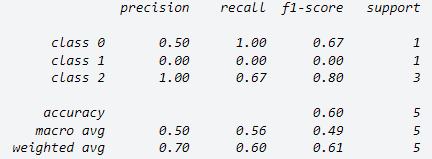 precision recall f1-score support
class 0 0.50 1.00 0.67 1
class 1 0.00 0.00 0.00 1
class 2 1.00 0.67 0.80 3
accuracy 0.60 5
macro avg 0.50 0.56 0.49 5
weighted avg 0.70 0.60 0.61 5